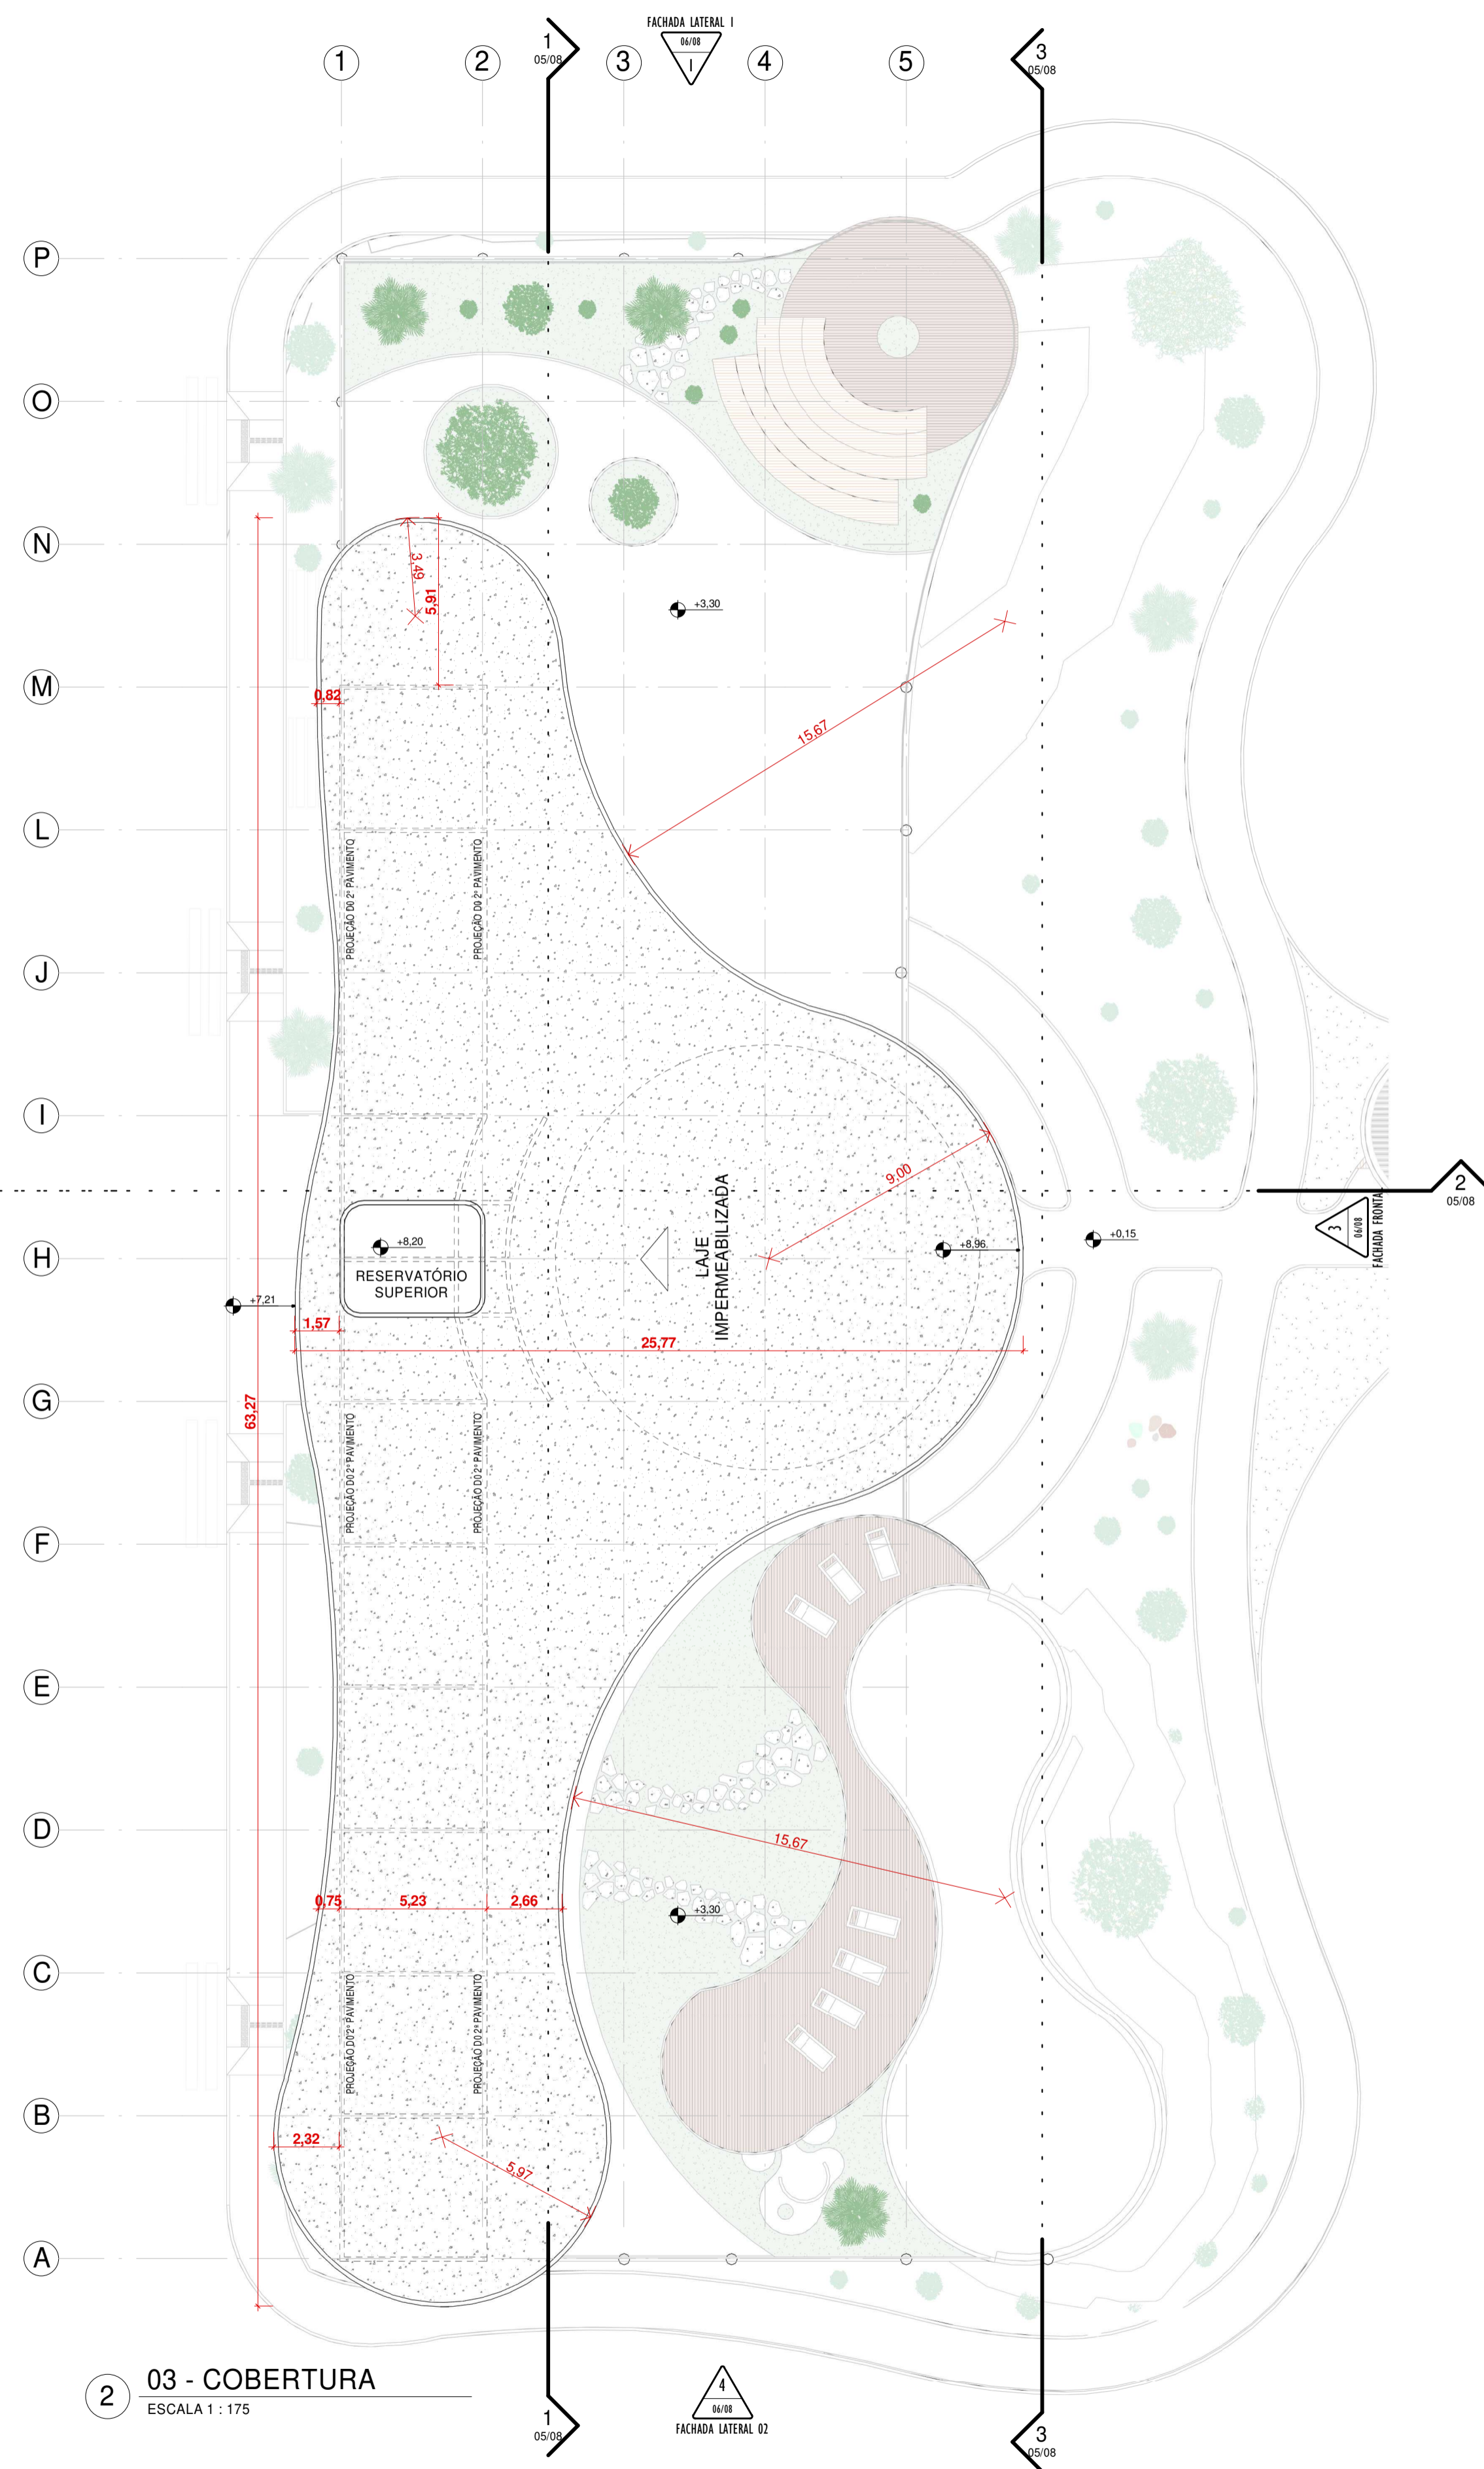 FACHADA LATERAL 1
06/08
1
1
05/08
3
05/08
1
2
3
4
5
P
O
N
3,49
5,91
+3,30
M
0,82
15,67
L
PROJEÇÃO DO 2º PAVIMENTO
PROJEÇÃO DO 2º PAVIMENTO
J
I
9,00
2
05/08
3
06/08
FACHADA FRONTAL
LAJE
IMPERMEABILIZADA
+8,20
+8,96
+0,15
H
RESERVATÓRIO
SUPERIOR
+7,21
1,57
25,77
63,27
G
PROJEÇÃO DO 2º PAVIMENTO
PROJEÇÃO DO 2º PAVIMENTO
F
E
D
15,67
0,75
5,23
2,66
+3,30
C
PROJEÇÃO DO 2º PAVIMENTO
PROJEÇÃO DO 2º PAVIMENTO
B
2,32
5,97
A
2
03 - COBERTURA
ESCALA 1 : 175
1
05/08
4
06/08
FACHADA LATERAL 02
3
05/08